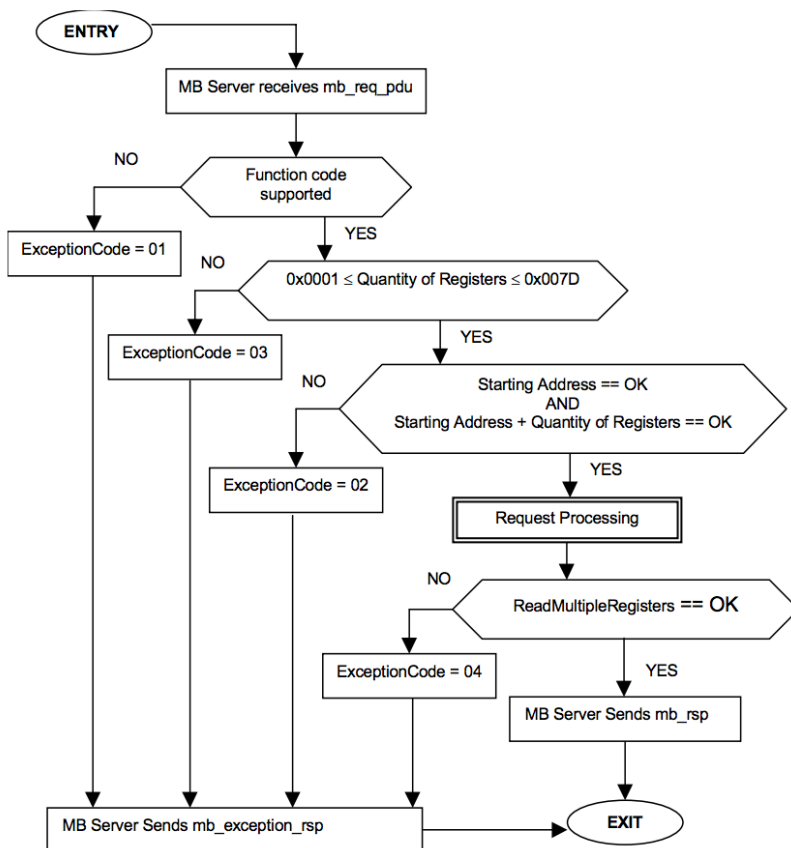 ENTRY
MB Server receives mb_req_pdu
NO
Function code
supported
YES
ExceptionCode = 01
NO
0x0001 ≤ Quantity of Registers ≤ 0x007D
YES
ExceptionCode = 03
NO
Starting Address == OK
AND
Starting Address + Quantity of Registers == OK
YES
ExceptionCode = 02
Request Processing
NO
ReadMultipleRegisters == OK
YES
ExceptionCode = 04
MB Server Sends mb_rsp
MB Server Sends mb_exception_rsp
EXIT